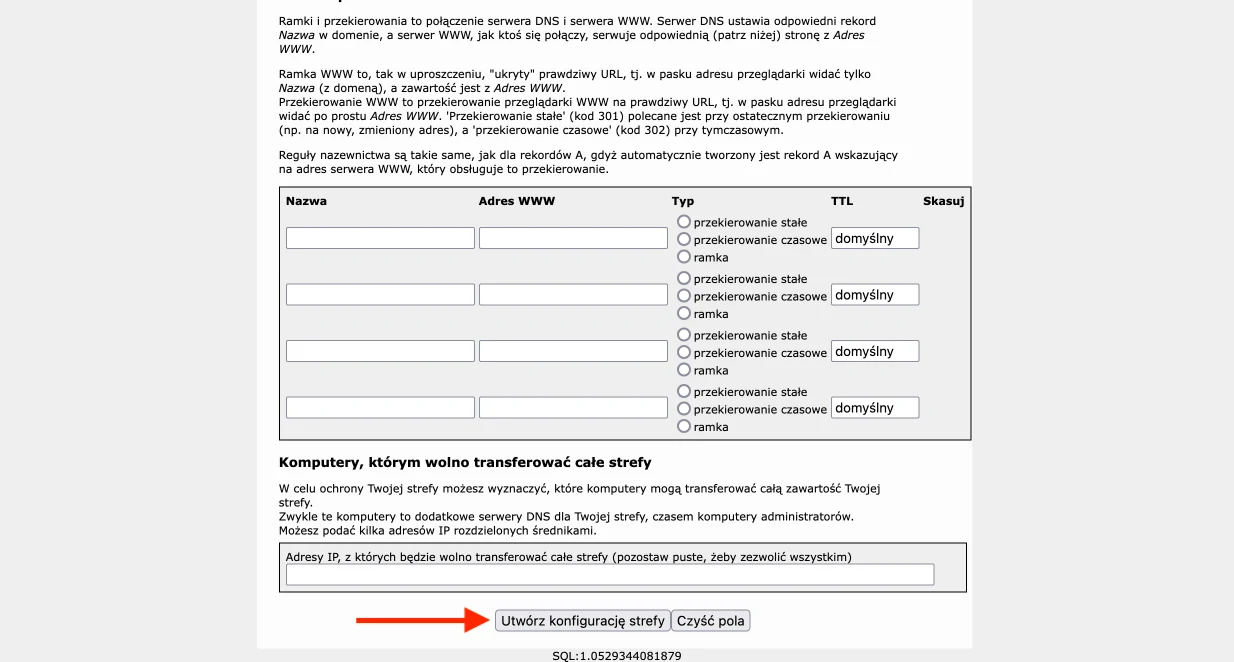 Ramki i przekierowania to połączenie serwera DNS i serwera WWW. Serwer DNS ustawia odpowiedni rekord
Nazwa w domenie, a serwer WWW, jak ktoś się połączy, serwuje odpowiednią (patrz niżej) stronę z Adres
WWW.
Ramka WWW to, tak w uproszczeniu, "ukryty" prawdziwy URL, tj. w pasku adresu przeglądarki widać tylko
Nazwa (z domeną), a zawartość jest z Adres WWW.
Przekierowanie WWW to przekierowanie przeglądarki WWW na prawdziwy URL, tj. w pasku adresu przeglądarki
widać po prostu Adres WWW. 'Przekierowanie stałe' (kod 301) polecane jest przy ostatecznym przekierowaniu
(np. na nowy, zmieniony adres), a 'przekierowanie czasowe' (kod 302) przy tymczasowym.
Reguły nazewnictwa są takie same, jak dla rekordów A, gdyż automatycznie tworzony jest rekord A wskazujący
na adres serwera WWW, który obsługuje to przekierowanie.
Nazwa Adres WWW Typ TTL Skasuj
przekierowanie stałe
przekierowanie czasowe domyślny
ramka
przekierowanie stałe
przekierowanie czasowe domyślny
ramka
przekierowanie stałe
przekierowanie czasowe domyślny
ramka
przekierowanie stałe
przekierowanie czasowe domyślny
ramka
Komputery, którym wolno transferować całe strefy
W celu ochrony Twojej strefy możesz wyznaczyć, które komputery mogą transferować całą zawartość Twojej
strefy.
Zwykle te komputery to dodatkowe serwery DNS dla Twojej strefy, czasem komputery administratorów.
Możesz podać kilka adresów IP rozdzielonych średnikami.
Adresy IP, z których będzie wolno transferować całe strefy (pozostaw puste, żeby zezwolić wszystkim)
Utwórz konfigurację strefy Czyść pola
SQL:1.0529344081879